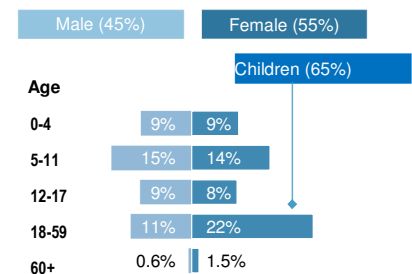 Male (45%) Female (55%)
Children (65%)
Age
0-4 9% 9%
5-11 15% 14%
12-17 9% 8%
18-59 11% 22%
60+ 0.6% 1.5%